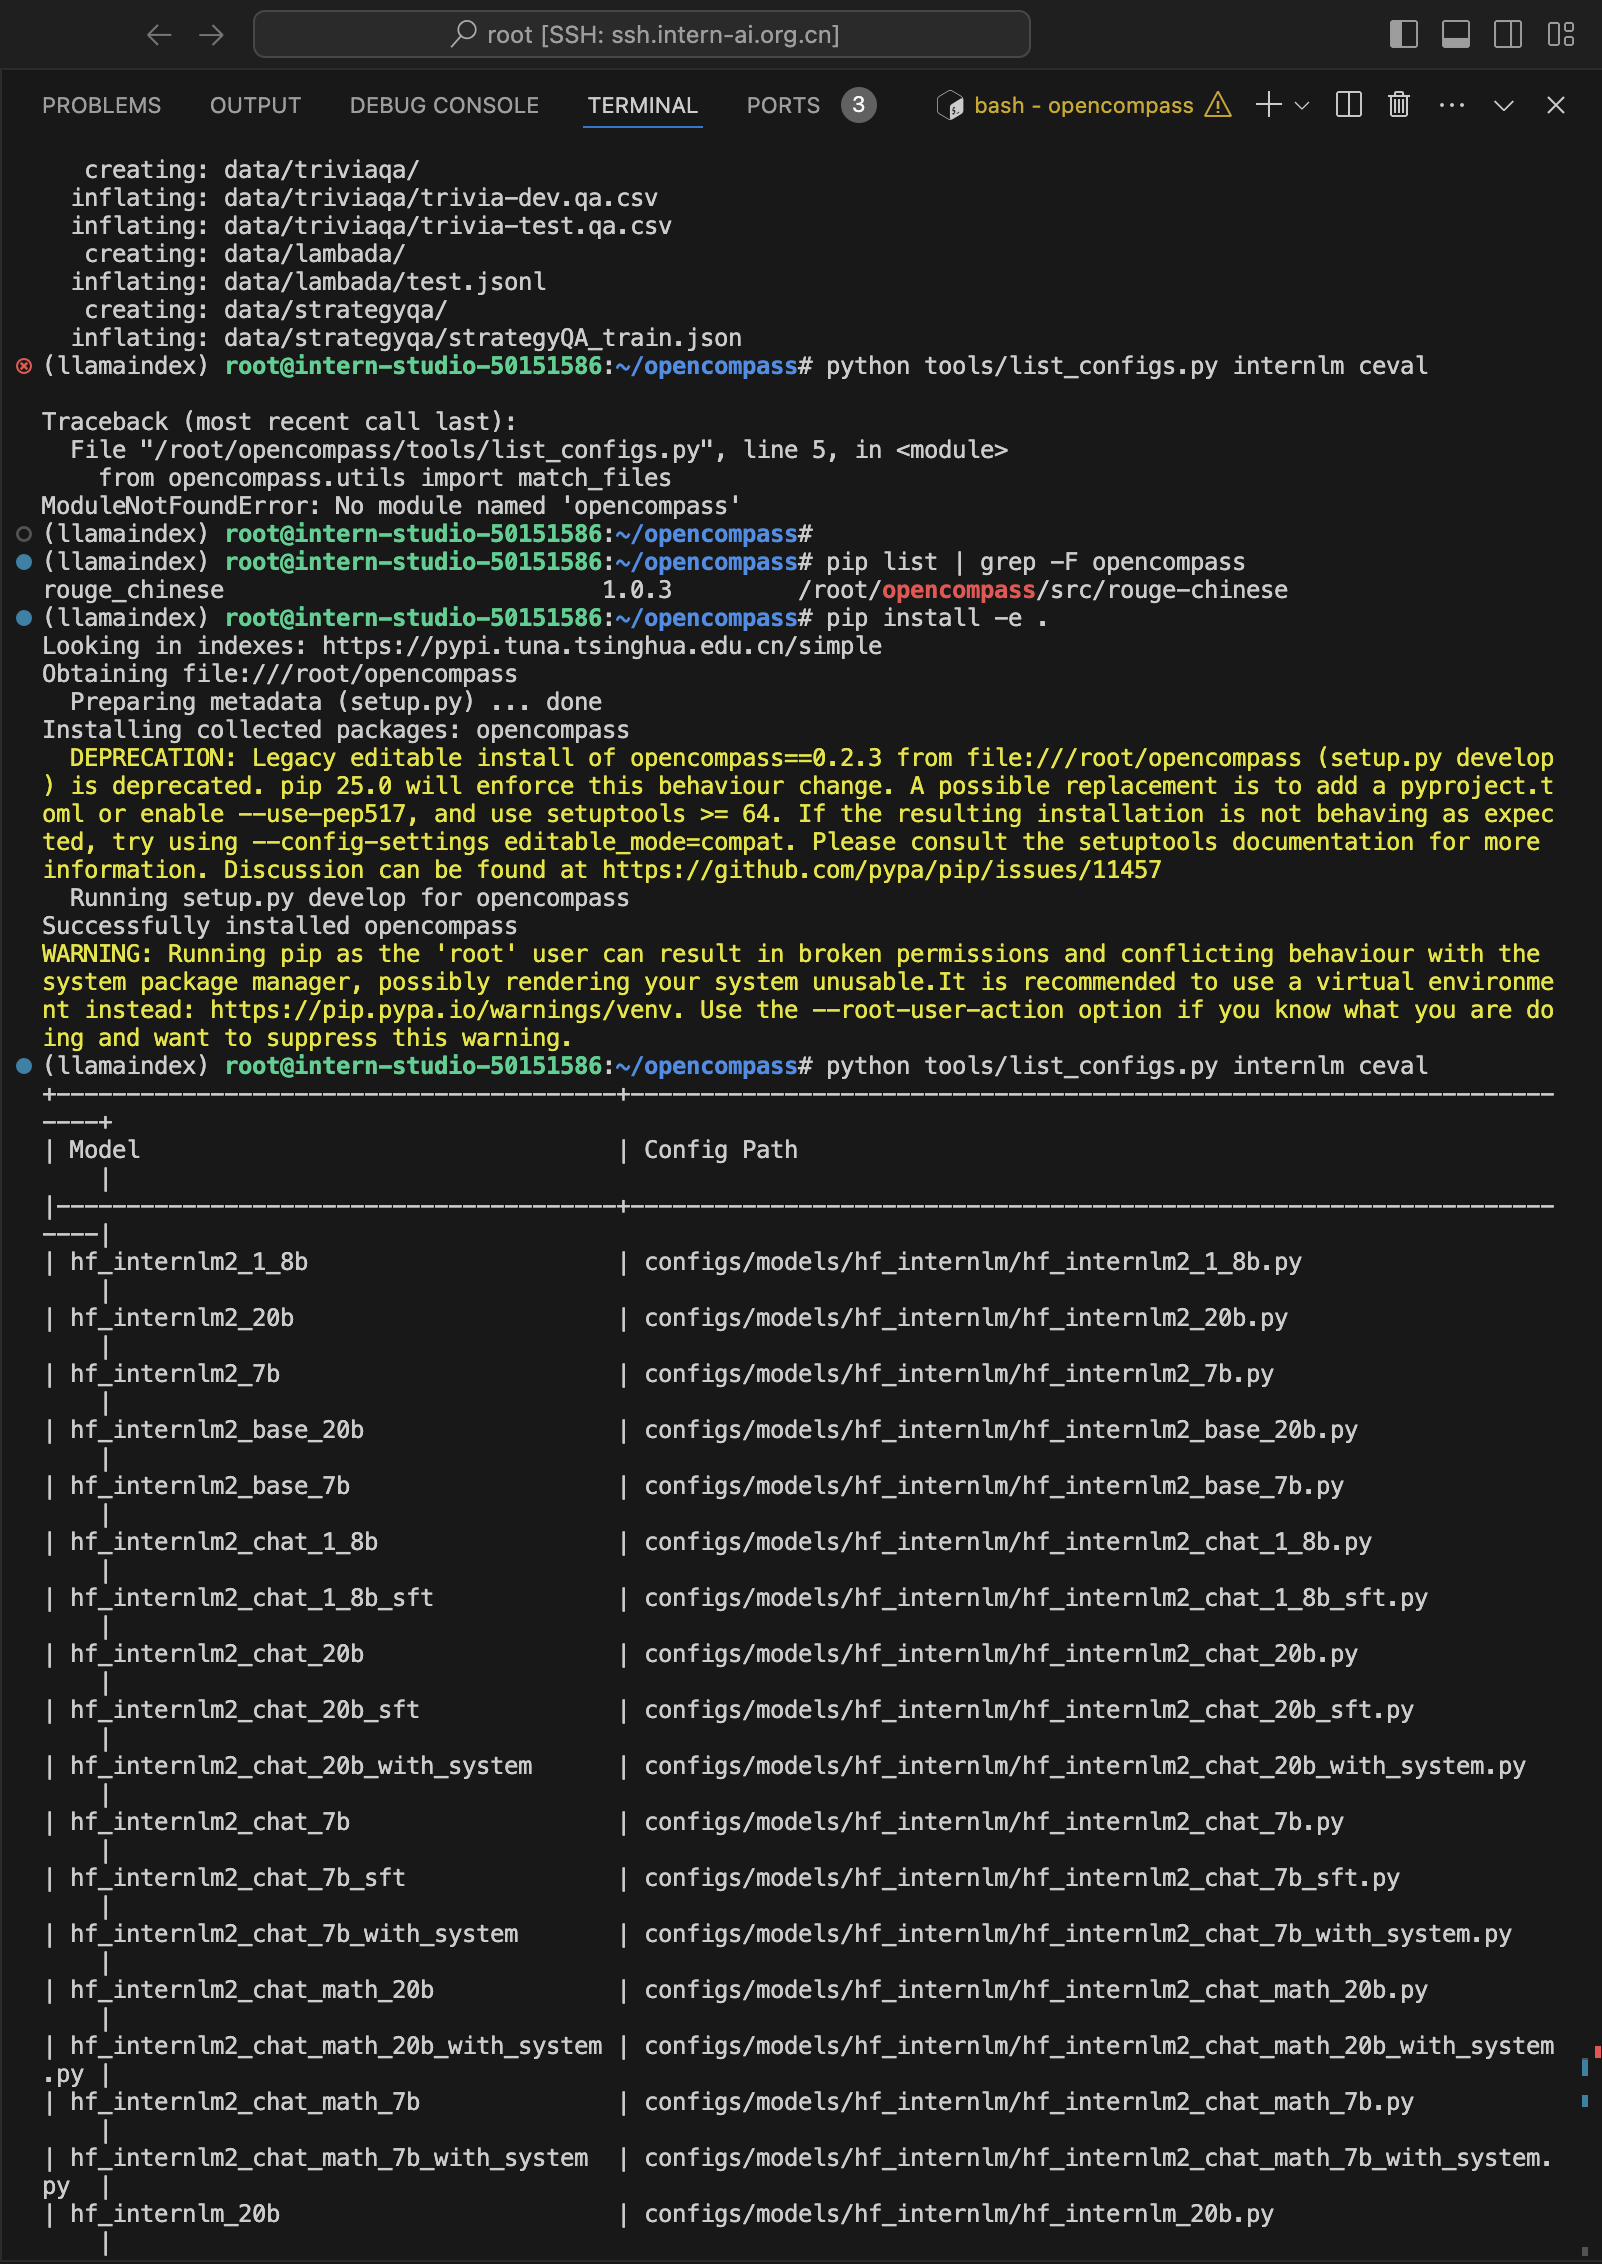 root [SSH: ssh.intern-ai.org.cn]
PROBLEMS OUTPUT DEBUG CONSOLE TERMINAL PORTS 3 bash - opencompass
creating: data/triviaqa/
inflating: data/triviaqa/trivia-dev.qa.csv
inflating: data/triviaqa/trivia-test.qa.csv
creating: data/lambada/
inflating: data/lambada/test.jsonl
creating: data/strategyqa/
inflating: data/strategyqa/strategyQA_train.json
(llamaindex) root@intern-studio-50151586:~/opencompass# python tools/list_configs.py internlm ceval
Traceback (most recent call last):
File "/root/opencompass/tools/list_configs.py", line 5, in <module>
from opencompass.utils import match_files
ModuleNotFoundError: No module named 'opencompass'
(llamaindex) root@intern-studio-50151586:~/opencompass#
(llamaindex) root@intern-studio-50151586:~/opencompass# pip list | grep -F opencompass
rouge_chinese 1.0.3 /root/opencompass/src/rouge-chinese
(llamaindex) root@intern-studio-50151586:~/opencompass# pip install -e .
Looking in indexes: https://pypi.tuna.tsinghua.edu.cn/simple
Obtaining file:///root/opencompass
Preparing metadata (setup.py) ... done
Installing collected packages: opencompass
DEPRECATION: Legacy editable install of opencompass==0.2.3 from file:///root/opencompass (setup.py develop
) is deprecated. pip 25.0 will enforce this behaviour change. A possible replacement is to add a pyproject.t
oml or enable --use-pep517, and use setuptools >= 64. If the resulting installation is not behaving as expec
ted, try using --config-settings editable_mode=compat. Please consult the setuptools documentation for more
information. Discussion can be found at https://github.com/pypa/pip/issues/11457
Running setup.py develop for opencompass
Successfully installed opencompass
WARNING: Running pip as the 'root' user can result in broken permissions and conflicting behaviour with the
system package manager, possibly rendering your system unusable.It is recommended to use a virtual environme
nt instead: https://pip.pypa.io/warnings/venv. Use the --root-user-action option if you know what you are do
ing and want to suppress this warning.
(llamaindex) root@intern-studio-50151586:~/opencompass# python tools/list_configs.py internlm ceval
+----------------------------------------+------------------------------------------------------------------
----+
| Model | Config Path
|
|----------------------------------------+------------------------------------------------------------------
----|
| hf_internlm2_1_8b | configs/models/hf_internlm/hf_internlm2_1_8b.py
|
| hf_internlm2_20b | configs/models/hf_internlm/hf_internlm2_20b.py
|
| hf_internlm2_7b | configs/models/hf_internlm/hf_internlm2_7b.py
|
| hf_internlm2_base_20b | configs/models/hf_internlm/hf_internlm2_base_20b.py
|
| hf_internlm2_base_7b | configs/models/hf_internlm/hf_internlm2_base_7b.py
|
| hf_internlm2_chat_1_8b | configs/models/hf_internlm/hf_internlm2_chat_1_8b.py
|
| hf_internlm2_chat_1_8b_sft | configs/models/hf_internlm/hf_internlm2_chat_1_8b_sft.py
|
| hf_internlm2_chat_20b | configs/models/hf_internlm/hf_internlm2_chat_20b.py
|
| hf_internlm2_chat_20b_sft | configs/models/hf_internlm/hf_internlm2_chat_20b_sft.py
|
| hf_internlm2_chat_20b_with_system | configs/models/hf_internlm/hf_internlm2_chat_20b_with_system.py
|
| hf_internlm2_chat_7b | configs/models/hf_internlm/hf_internlm2_chat_7b.py
|
| hf_internlm2_chat_7b_sft | configs/models/hf_internlm/hf_internlm2_chat_7b_sft.py
|
| hf_internlm2_chat_7b_with_system | configs/models/hf_internlm/hf_internlm2_chat_7b_with_system.py
|
| hf_internlm2_chat_math_20b | configs/models/hf_internlm/hf_internlm2_chat_math_20b.py
|
| hf_internlm2_chat_math_20b_with_system | configs/models/hf_internlm/hf_internlm2_chat_math_20b_with_system
.py |
| hf_internlm2_chat_math_7b | configs/models/hf_internlm/hf_internlm2_chat_math_7b.py
|
| hf_internlm2_chat_math_7b_with_system | configs/models/hf_internlm/hf_internlm2_chat_math_7b_with_system.
py |
| hf_internlm_20b | configs/models/hf_internlm/hf_internlm_20b.py
|